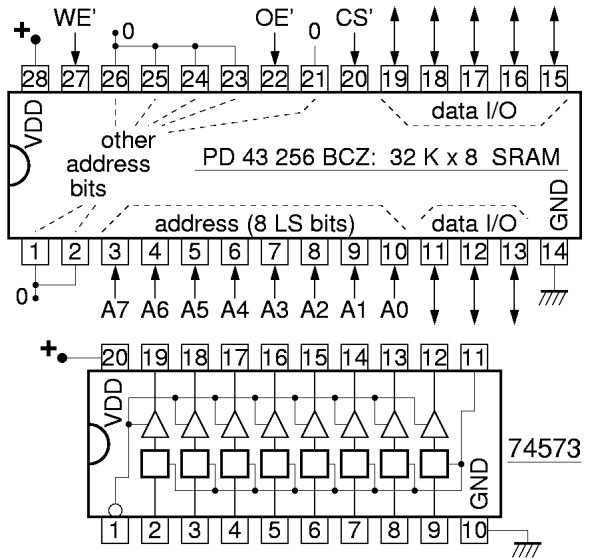 + WE' 0 OE' 0 CS'
28 27 26 25 24 23 22 21 20 19 18 17 16 15
VDD
data I/O
other
address
bits
PD 43 256 BCZ: 32 K x 8 SRAM
GND
address (8 LS bits)
data I/O
1 2 3 4 5 6 7 8 9 10 11 12 13 14
0
A7 A6 A5 A4 A3 A2 A1 A0
+
20 19 18 17 16 15 14 13 12 11
VDD
74573
GND
1 2 3 4 5 6 7 8 9 10